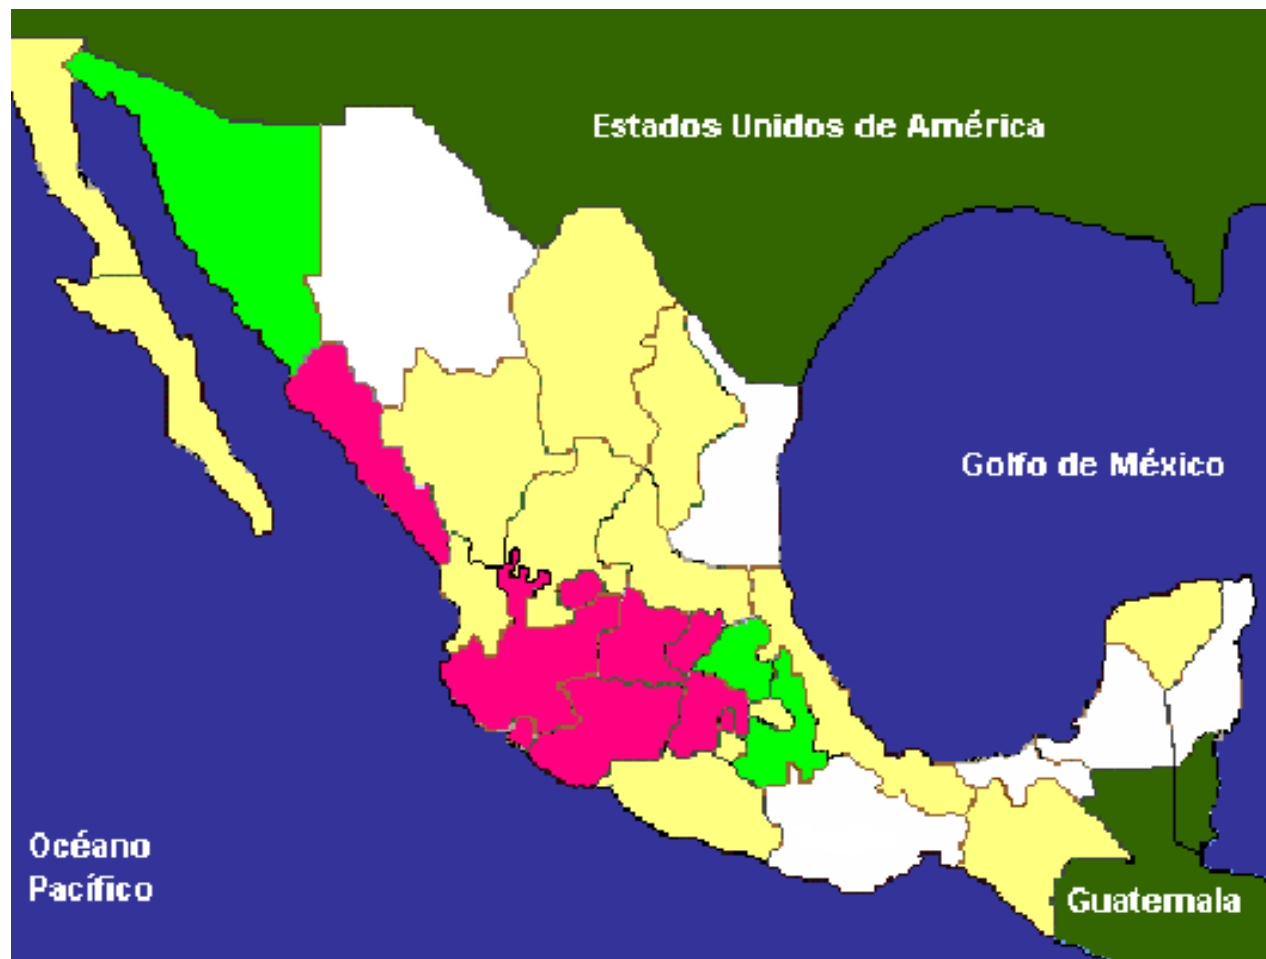 Estados Unidos de América
Golfo de México
Océano
Pacífico
Guatemala